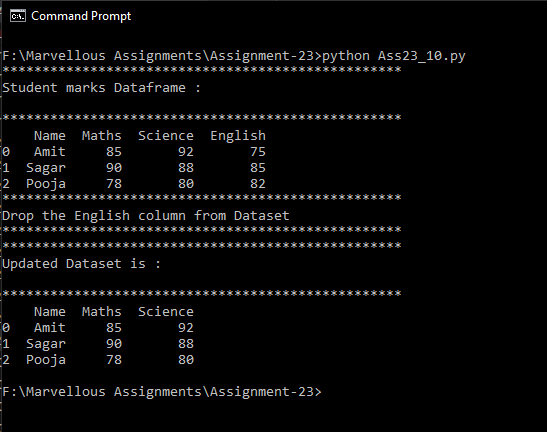 Command Prompt
F:\Marvellous Assignments\Assignment-23>python Ass23_10.py
**************************************************
Student marks Dataframe :
**************************************************
    Name  Maths  Science  English
0   Amit     85       92       75
1  Sagar     90       88       85
2  Pooja     78       80       82
**************************************************
Drop the English column from Dataset
**************************************************
**************************************************
Updated Dataset is :
**************************************************
    Name  Maths  Science
0   Amit     85       92
1  Sagar     90       88
2  Pooja     78       80
F:\Marvellous Assignments\Assignment-23>